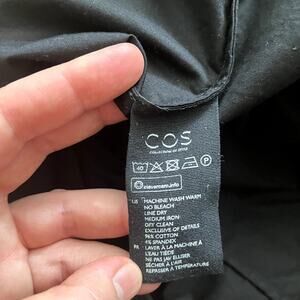 COS
COLLECTION OF STYLE
40 P
clevercare.info
US MACHINE WASH WARM
NO BLEACH
LINE DRY
MEDIUM IRON
DRY CLEAN
EXCLUSIVE OF DETAILS
96% COTTON
4% SPANDEX
FR LAVER À LA MACHINE À
L'EAU TIÈDE
NE PAS JAVELLISER
SÉCHER À L'AIR
REPASSER À TEMPÉRATURE